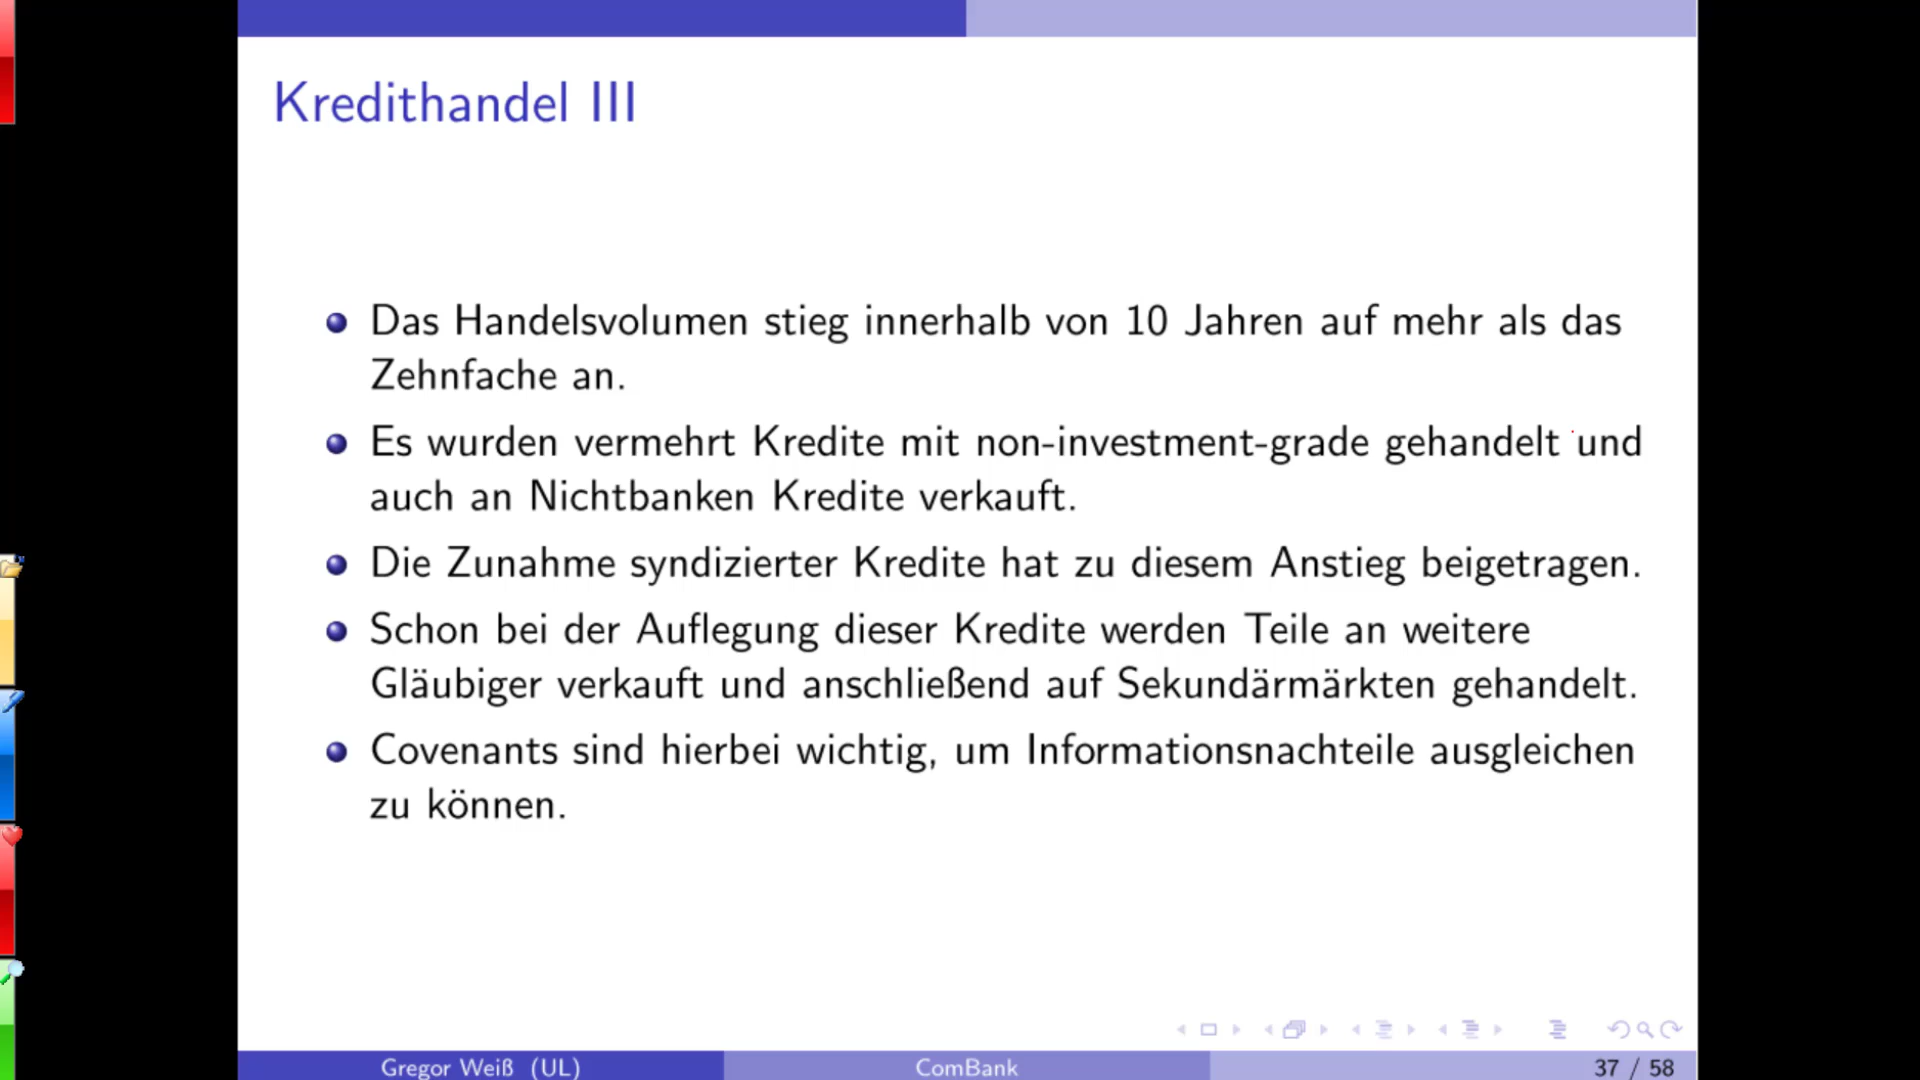 Kredithandel III
Das Handelsvolumen stieg innerhalb von 10 Jahren auf mehr als das
Zehnfache an.
Es wurden vermehrt Kredite mit non-investment-grade gehandelt und
auch an Nichtbanken Kredite verkauft.
Die Zunahme syndizierter Kredite hat zu diesem Anstieg beigetragen.
Schon bei der Auflegung dieser Kredite werden Teile an weitere
Gläubiger verkauft und anschließend auf Sekundärmärkten gehandelt.
Covenants sind hierbei wichtig, um Informationsnachteile ausgleichen
zu können.
Gregor Weiß (UL) ComBank 37 / 58